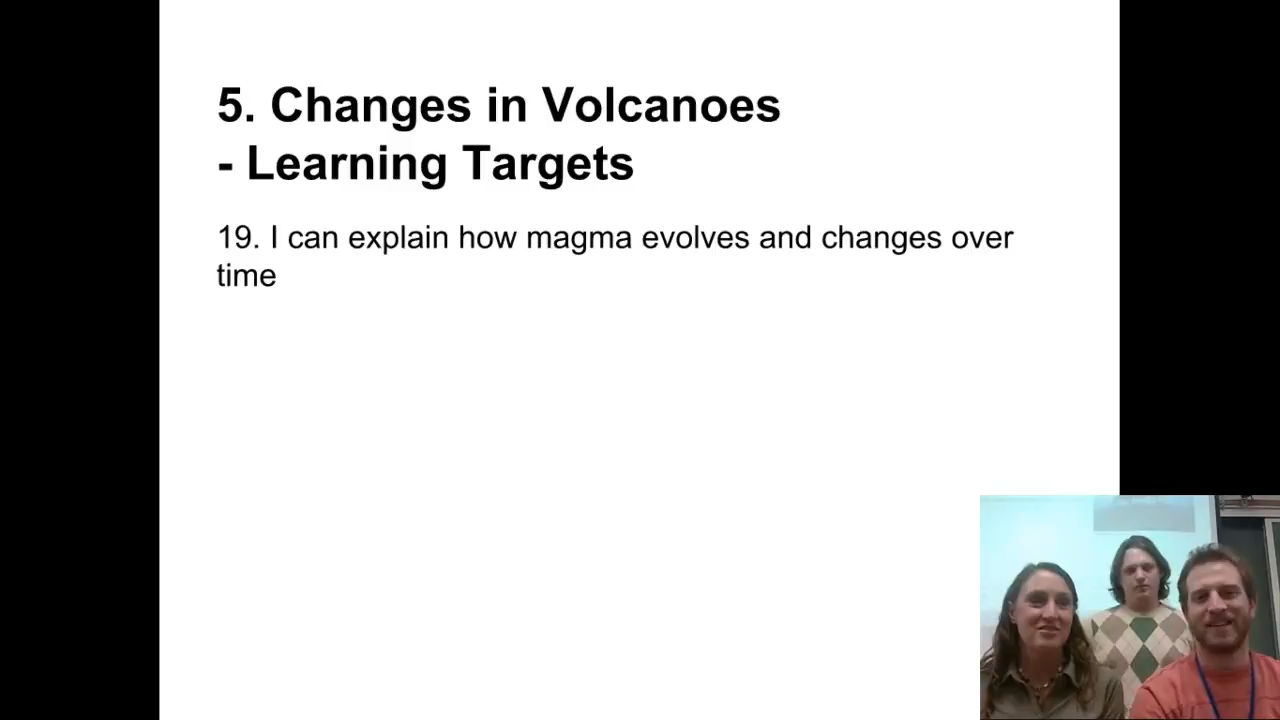 5. Changes in Volcanoes
- Learning Targets
19. I can explain how magma evolves and changes over
time